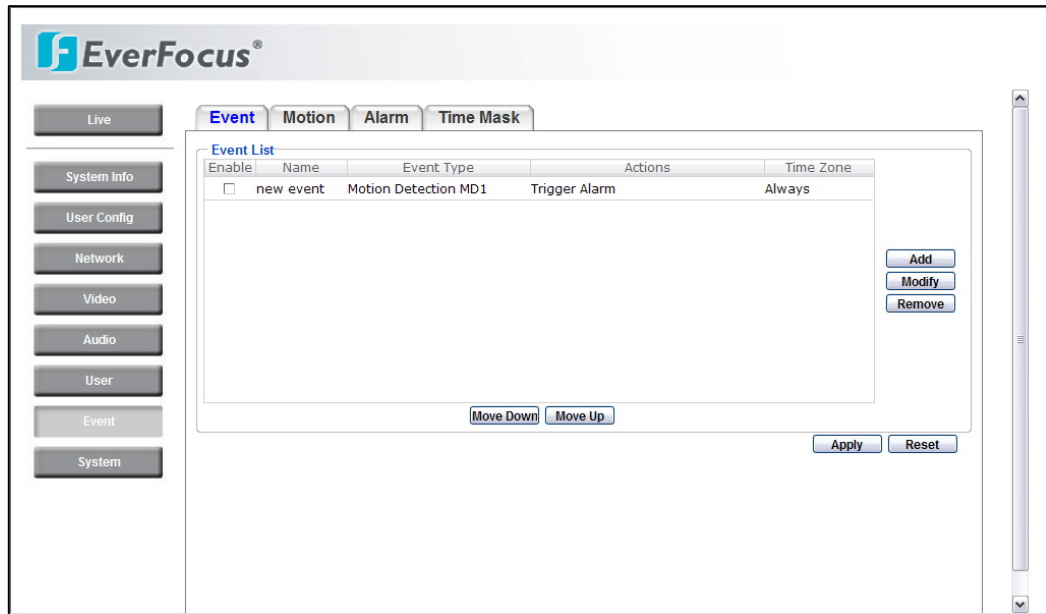 EverFocus®
Live
System Info
User Config
Network
Video
Audio
User
Event
System
Event Motion Alarm Time Mask
Event List
Enable Name Event Type Actions Time Zone
new event Motion Detection MD1 Trigger Alarm Always
Add
Modify
Remove
Move Down Move Up
Apply Reset